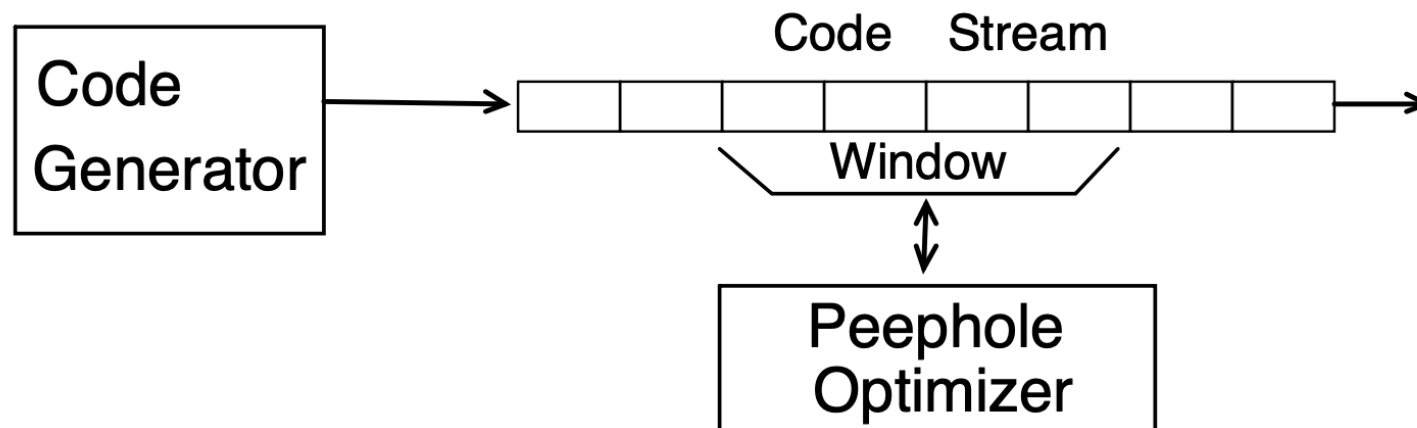 Code Stream
Code
Generator
Window
Peephole
Optimizer